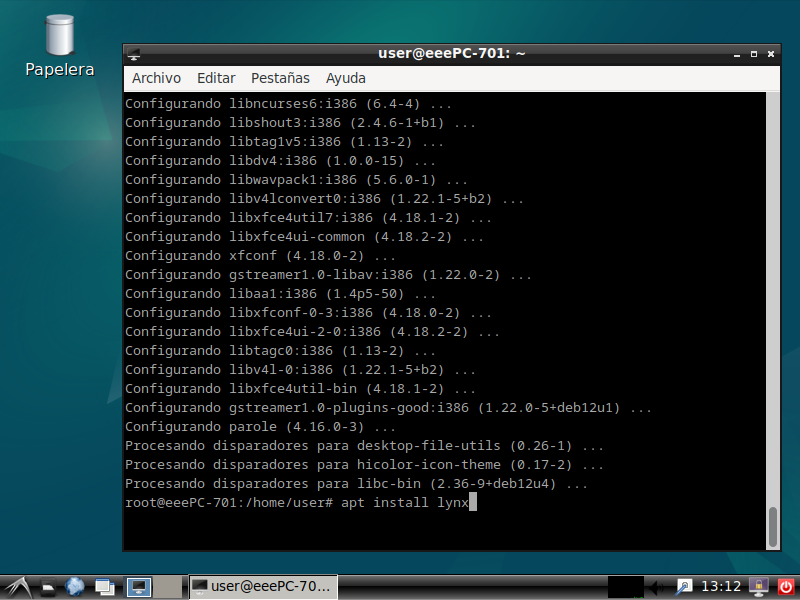 Papelera
user@eeePC-701: ~
Archivo Editar Pestañas Ayuda
Configurando libncurses6:i386 (6.4-4) ...
Configurando libshout3:i386 (2.4.6-1+b1) ...
Configurando libtag1v5:i386 (1.13-2) ...
Configurando libdv4:i386 (1.0.0-15) ...
Configurando libwavpack1:i386 (5.6.0-1) ...
Configurando libv4lconvert0:i386 (1.22.1-5+b2) ...
Configurando libxfce4util7:i386 (4.18.1-2) ...
Configurando libxfce4ui-common (4.18.2-2) ...
Configurando xfconf (4.18.0-2) ...
Configurando gstreamer1.0-libav:i386 (1.22.0-2) ...
Configurando libaa1:i386 (1.4p5-50) ...
Configurando libxfconf-0-3:i386 (4.18.0-2) ...
Configurando libxfce4ui-2-0:i386 (4.18.2-2) ...
Configurando libtagc0:i386 (1.13-2) ...
Configurando libv4l-0:i386 (1.22.1-5+b2) ...
Configurando libxfce4util-bin (4.18.1-2) ...
Configurando gstreamer1.0-plugins-good:i386 (1.22.0-5+deb12u1) ...
Configurando parole (4.16.0-3) ...
Procesando disparadores para desktop-file-utils (0.26-1) ...
Procesando disparadores para hicolor-icon-theme (0.17-2) ...
Procesando disparadores para libc-bin (2.36-9+deb12u4) ...
root@eeePC-701:/home/user# apt install lynx
user@eeePC-70... 13:12